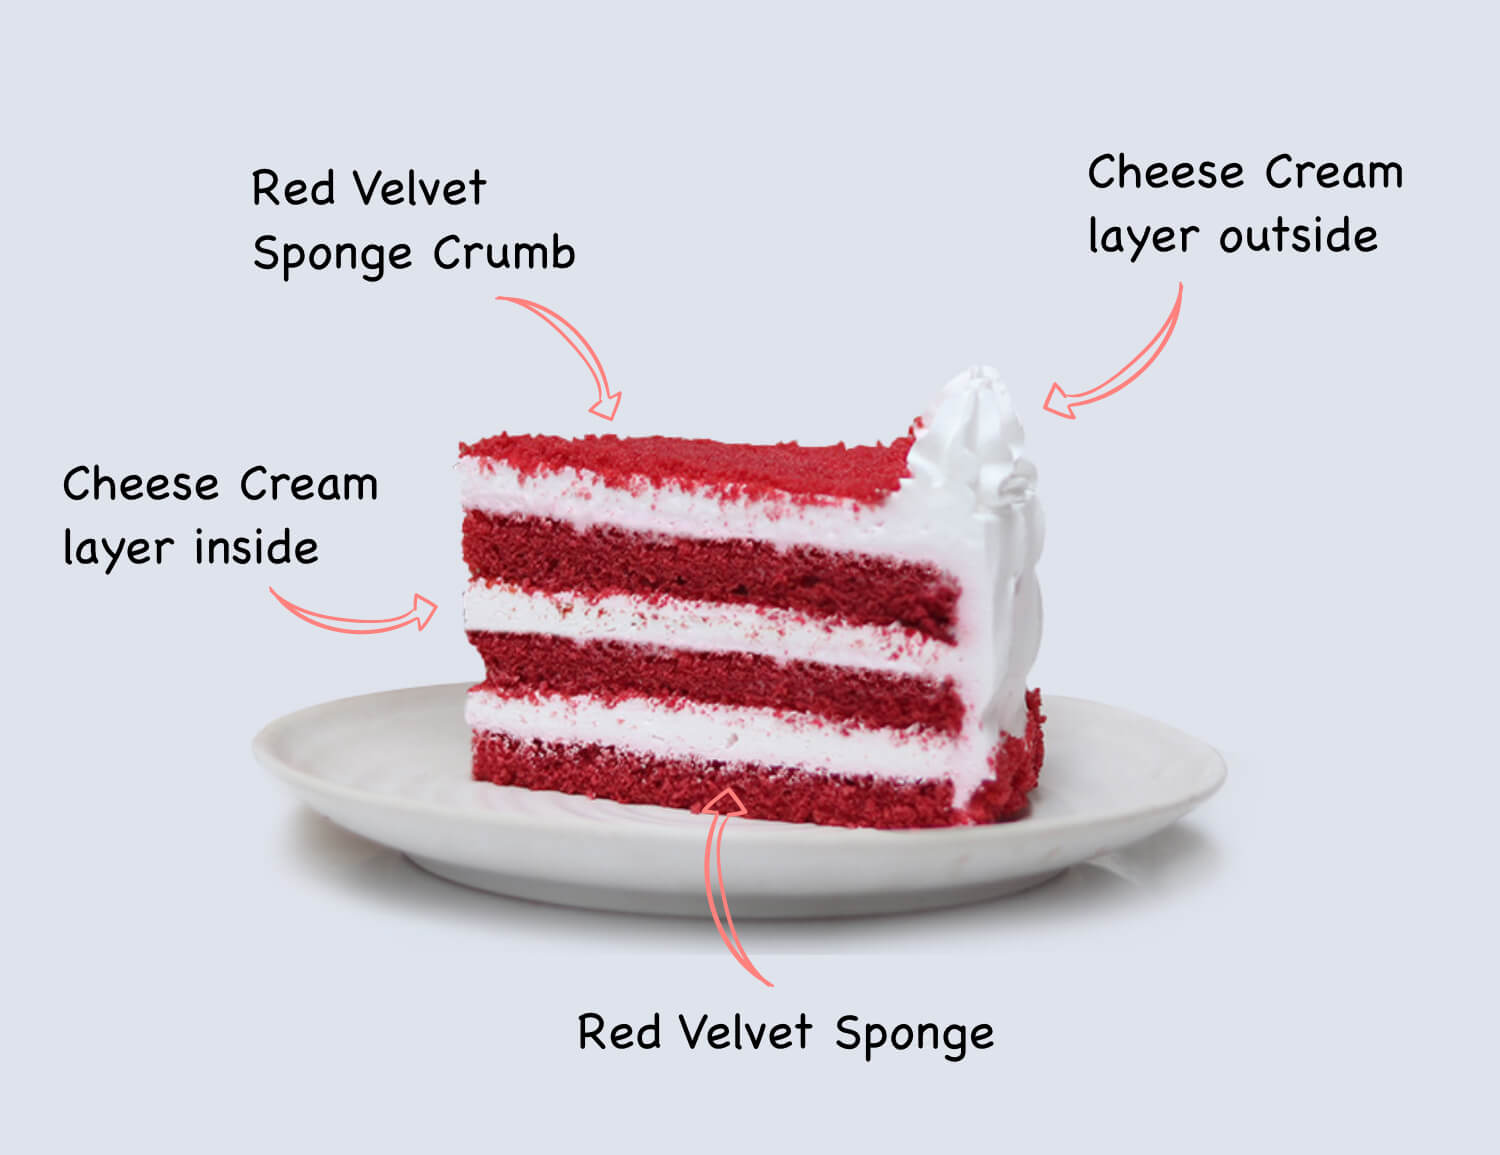 Red Velvet
Sponge Crumb
Cheese Cream
layer outside
Cheese Cream
layer inside
Red Velvet Sponge